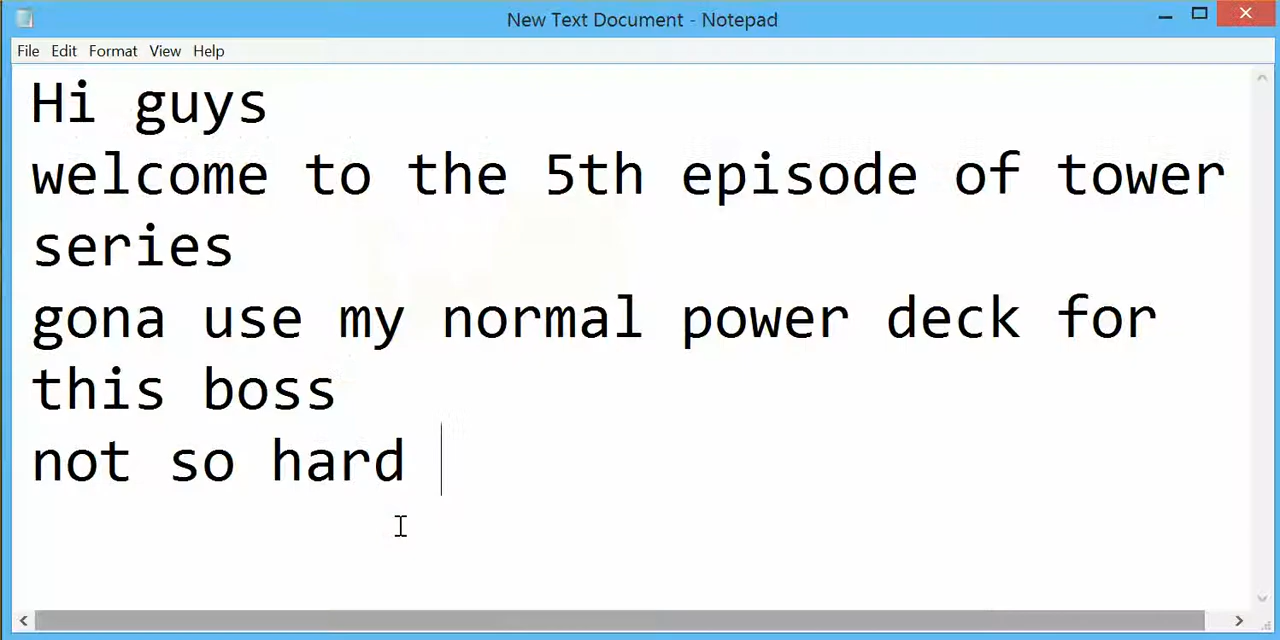 New Text Document - Notepad
File Edit Format View Help
Hi guys
welcome to the 5th episode of tower
series
gona use my normal power deck for
this boss
not so hard